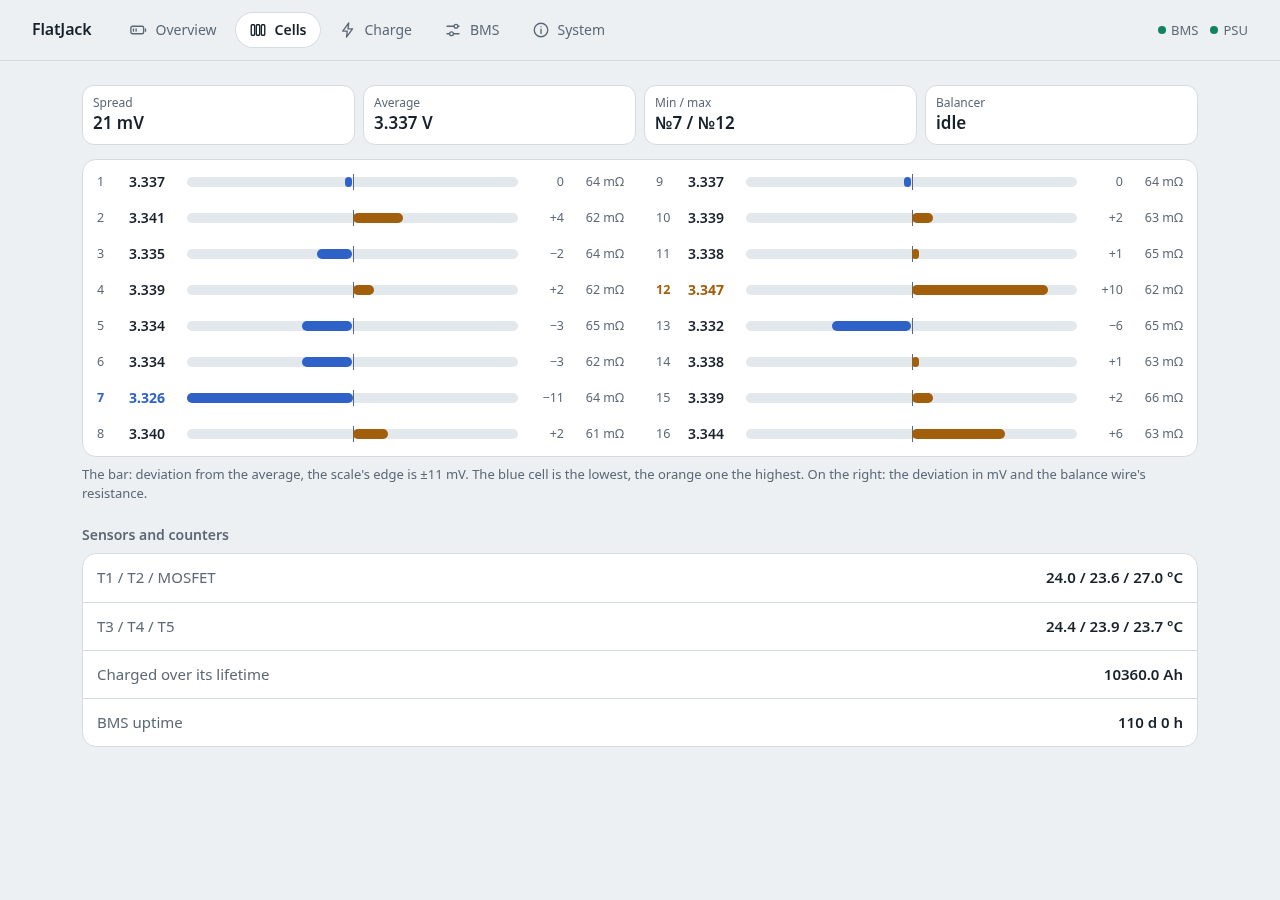 FlatJack Overview Cells Charge BMS System BMS PSU
Spread Average Min / max Balancer
21 mV 3.337 V №7 / №12 idle
1 3.337 0 64 mΩ 9 3.337 0 64 mΩ
2 3.341 +4 62 mΩ 10 3.339 +2 63 mΩ
3 3.335 −2 64 mΩ 11 3.338 +1 65 mΩ
4 3.339 +2 62 mΩ 12 3.347 +10 62 mΩ
5 3.334 −3 65 mΩ 13 3.332 −6 65 mΩ
6 3.334 −3 62 mΩ 14 3.338 +1 63 mΩ
7 3.326 −11 64 mΩ 15 3.339 +2 66 mΩ
8 3.340 +2 61 mΩ 16 3.344 +6 63 mΩ
The bar: deviation from the average, the scale's edge is ±11 mV. The blue cell is the lowest, the orange one the highest. On the right: the deviation in mV and the balance wire's
resistance.
Sensors and counters
T1 / T2 / MOSFET 24.0 / 23.6 / 27.0 °C
T3 / T4 / T5 24.4 / 23.9 / 23.7 °C
Charged over its lifetime 10360.0 Ah
BMS uptime 110 d 0 h